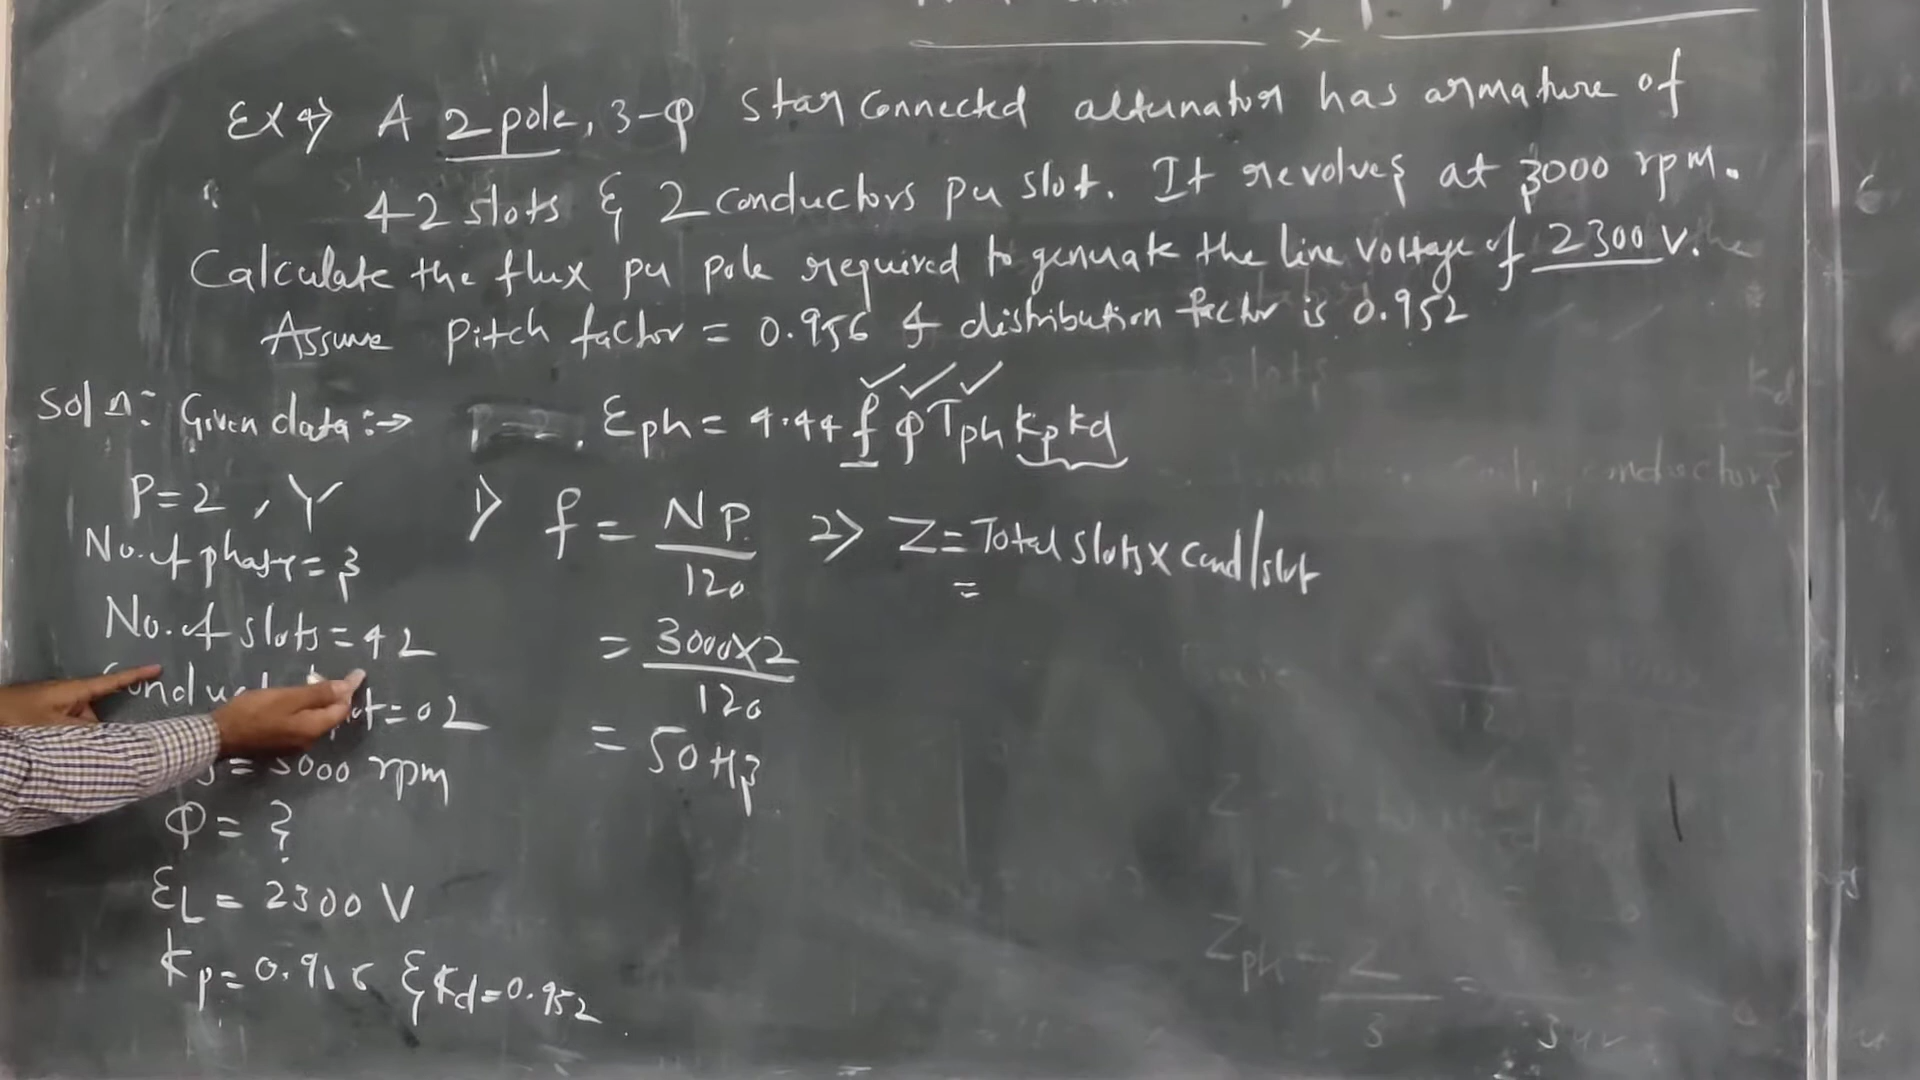 Ex 4) A 2 pole, 3-φ Star Connected alternator has armature of
42 slots & 2 conductors per slot. It revolves at 3000 rpm.
Calculate the flux per pole required to generate the line voltage of 2300 V.
Assume pitch factor = 0.956 & distribution factor is 0.952
Soln: Given data :→ Eph = 4.44 f φ Tph kp kd
P = 2 , Y
No. of phases = 3
No. of slots = 42
= 02
= 3000 rpm
φ = ?
EL = 2300 V
kp = 0.956 & kd = 0.952
1) f = NP / 120
= 3000 × 2 / 120
= 50 Hz
2) Z = Total slots × Cond/slot
=